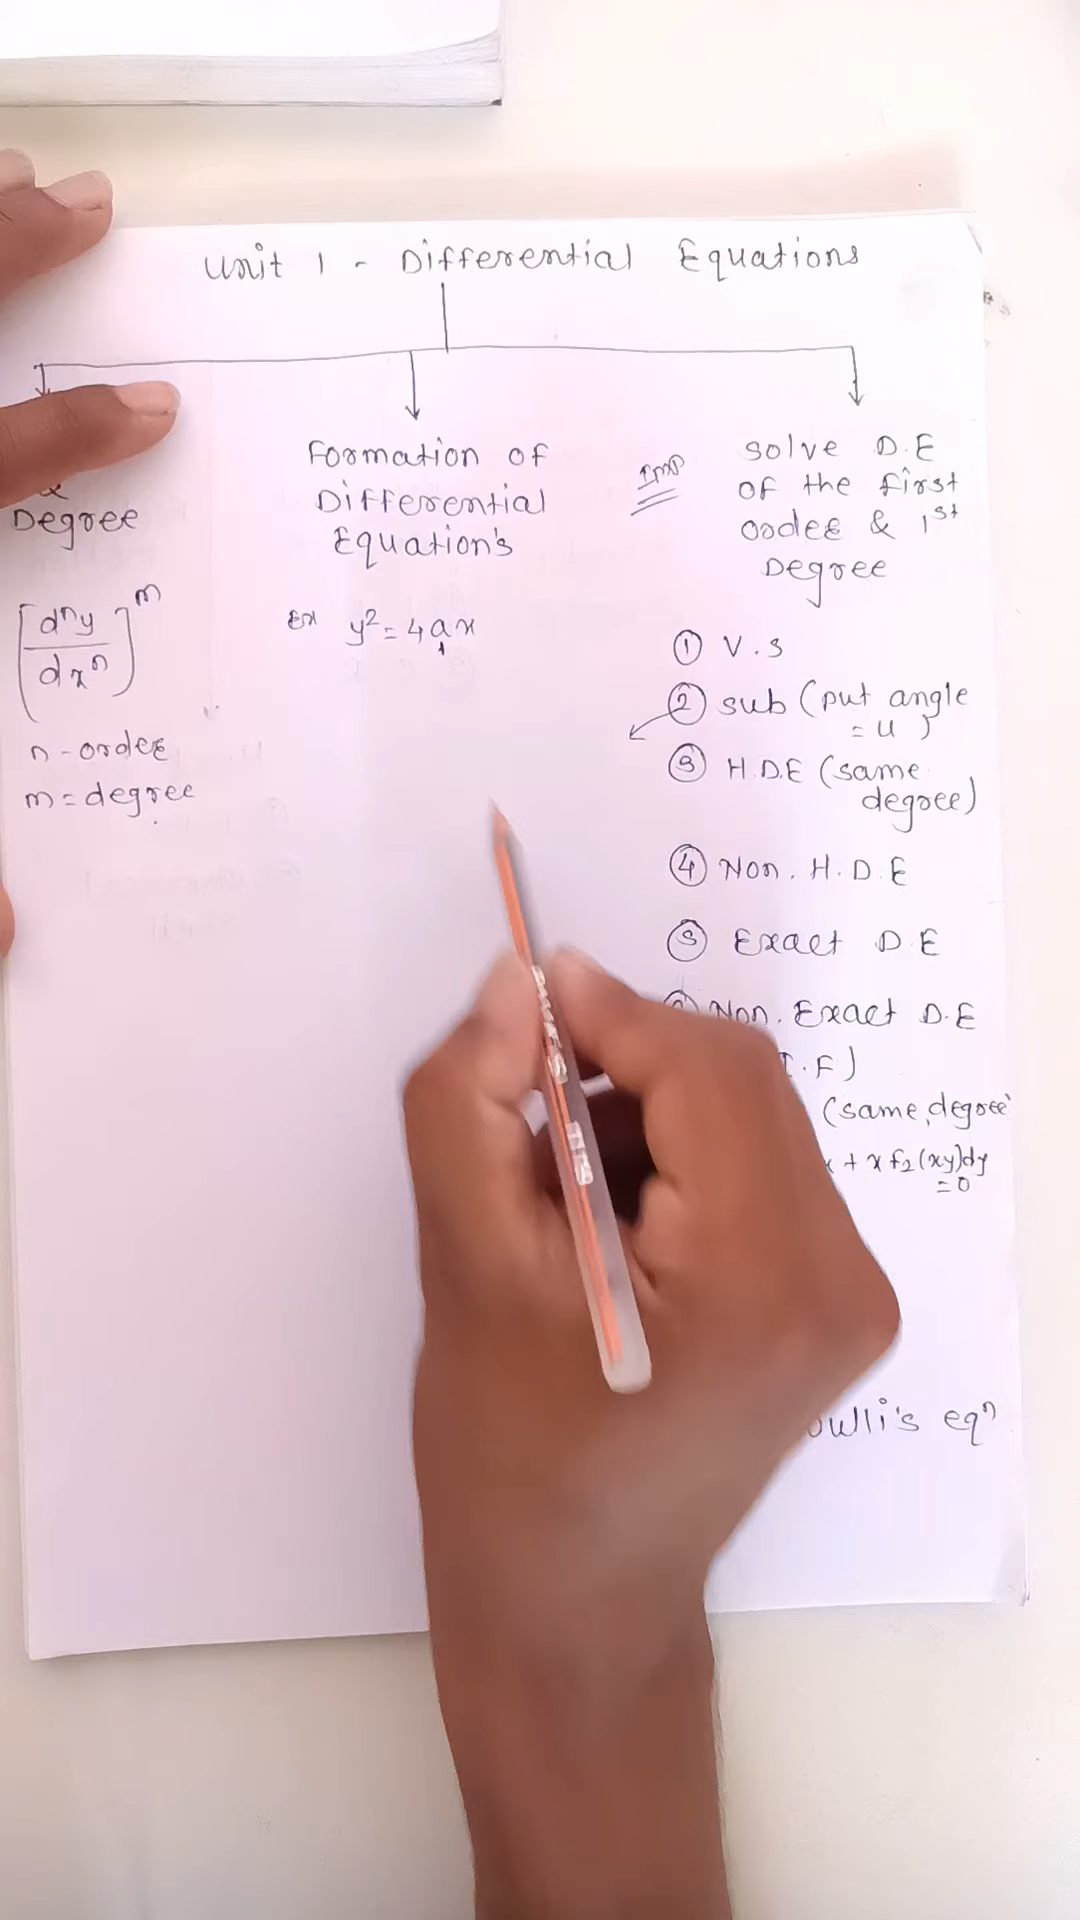 Unit 1 - Differential Equations
&
Degree
[dⁿy/dxⁿ]ᵐ
n - order
m = degree
Formation of
Differential
Equation's
Ex y² = 4ax
Imp
Solve D.E
of the first
order & 1st
Degree
① V.S
② Sub (put angle
= u)
③ H.D.E (same
degree)
④ Non. H.D.E
⑤ Exact D.E
Non. Exact D.E
I.F)
(same degree
x + x f₂(xy)dy
= 0
oulli's eqⁿ